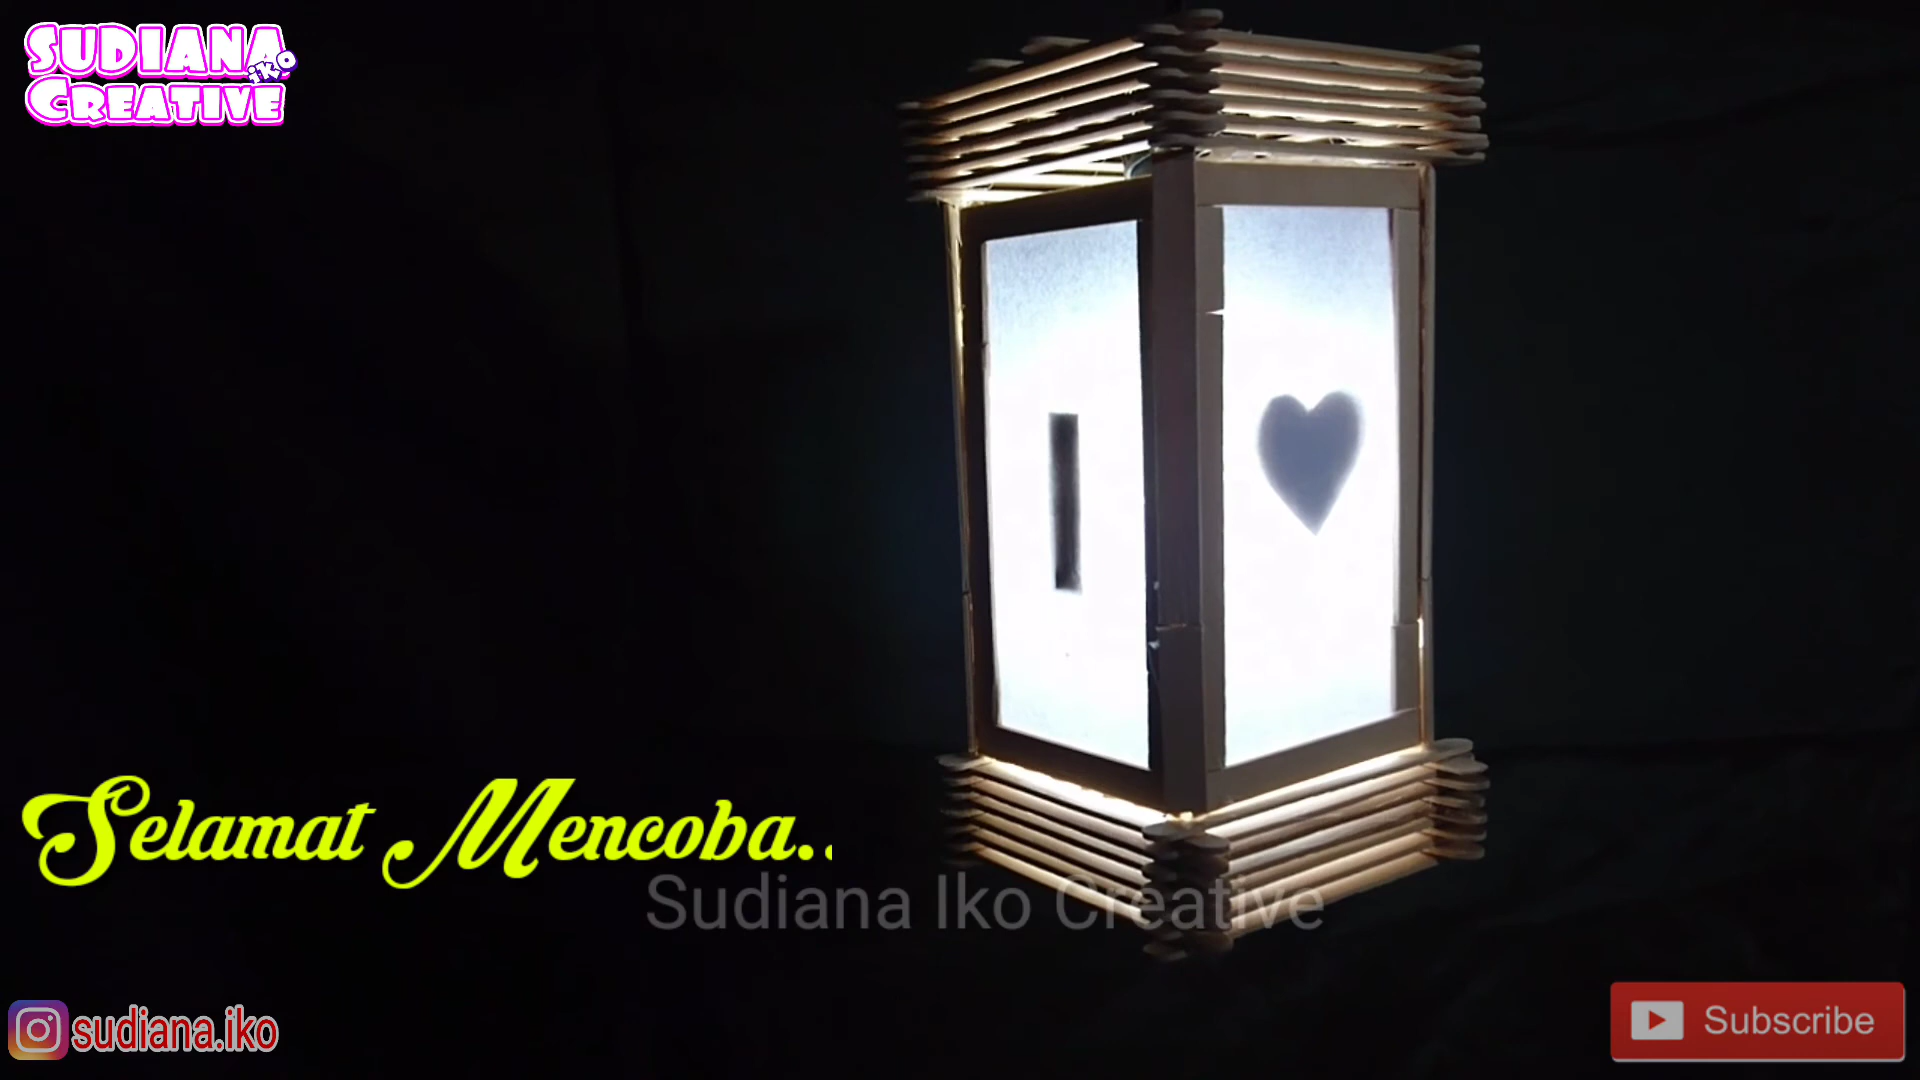 SUDIANA
iko
CREATIVE
I
Selamat Mencoba..
Sudiana Iko Creative
sudiana.iko
Subscribe